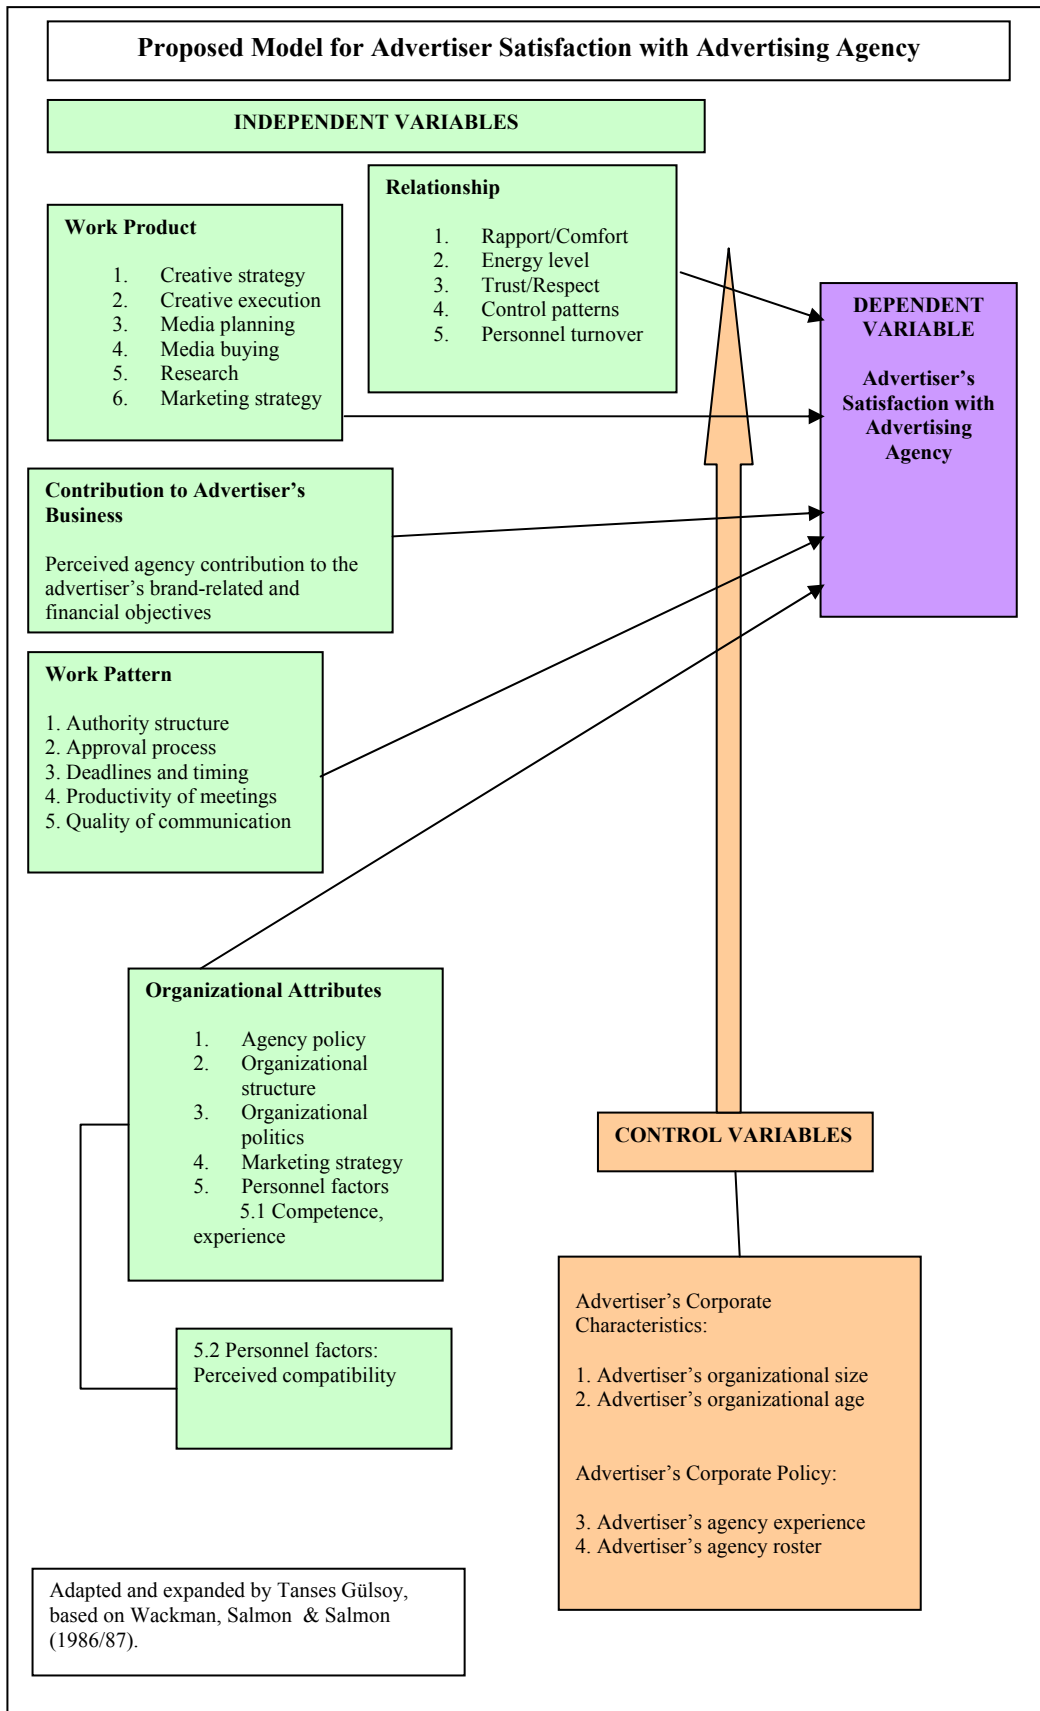 Proposed Model for Advertiser Satisfaction with Advertising Agency
INDEPENDENT VARIABLES
Relationship
1. Rapport/Comfort
2. Energy level
3. Trust/Respect
4. Control patterns
5. Personnel turnover
Work Product
1. Creative strategy
2. Creative execution
3. Media planning
4. Media buying
5. Research
6. Marketing strategy
DEPENDENT
VARIABLE
Advertiser’s
Satisfaction with
Advertising
Agency
Contribution to Advertiser’s
Business
Perceived agency contribution to the
advertiser’s brand-related and
financial objectives
Work Pattern
1. Authority structure
2. Approval process
3. Deadlines and timing
4. Productivity of meetings
5. Quality of communication
Organizational Attributes
1. Agency policy
2. Organizational
structure
3. Organizational
politics
4. Marketing strategy
5. Personnel factors
5.1 Competence,
experience
5.2 Personnel factors:
Perceived compatibility
CONTROL VARIABLES
Advertiser’s Corporate
Characteristics:
1. Advertiser’s organizational size
2. Advertiser’s organizational age
Advertiser’s Corporate Policy:
3. Advertiser’s agency experience
4. Advertiser’s agency roster
Adapted and expanded by Tanses Gülsoy,
based on Wackman, Salmon & Salmon
(1986/87).